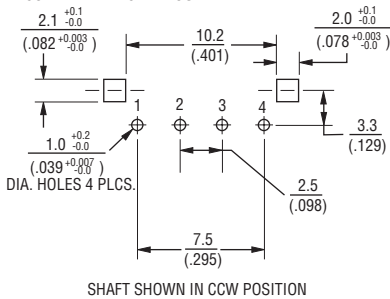 2.1 +0.1 -0.0
(.082 +0.003 -0.0 )
10.2
(.401)
2.0 +0.1 -0.0
(.078 +0.003 -0.0 )
1 2 3 4
1.0 +0.2 -0.0
(.039 +0.007 -0.0 )
DIA. HOLES 4 PLCS.
3.3
(.129)
2.5
(.098)
7.5
(.295)
SHAFT SHOWN IN CCW POSITION